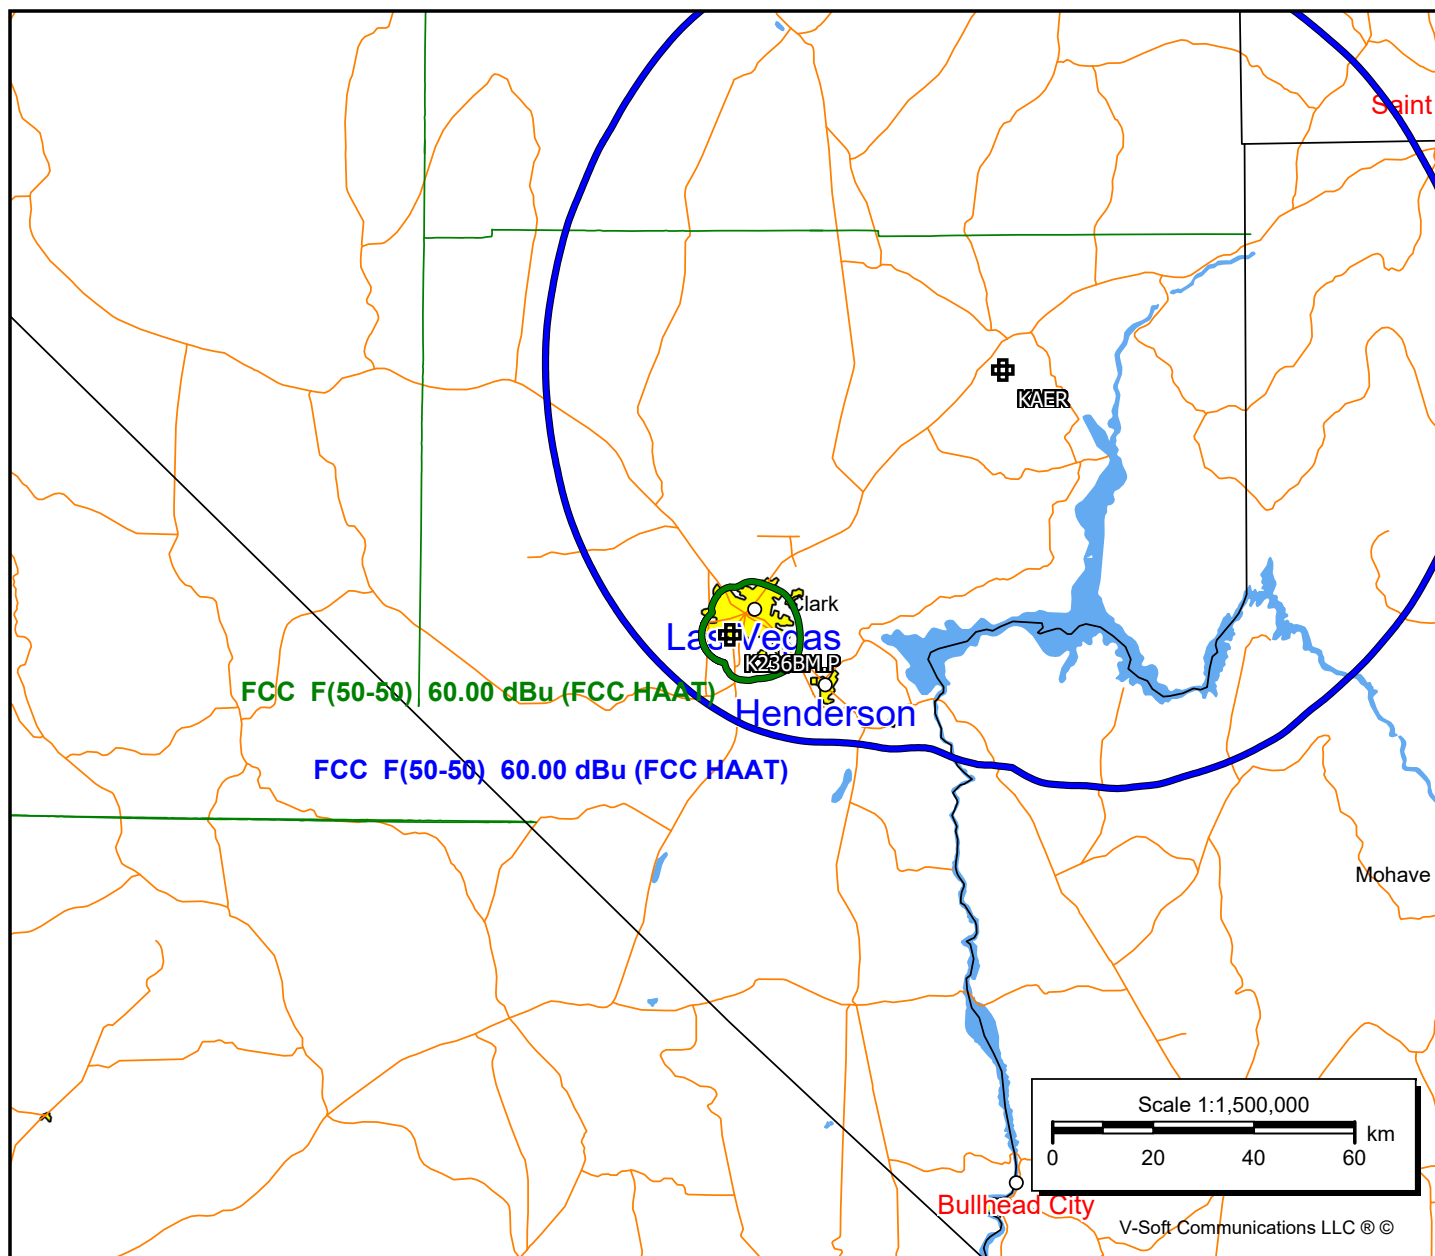 Saint
KAER
Clark
Las Vegas
K236BM.P
FCC F(50-50) 60.00 dBu (FCC HAAT)
Henderson
FCC F(50-50) 60.00 dBu (FCC HAAT)
Mohave
Scale 1:1,500,000
km
0 20 40 60
Bullhead City
V-Soft Communications LLC ® ©